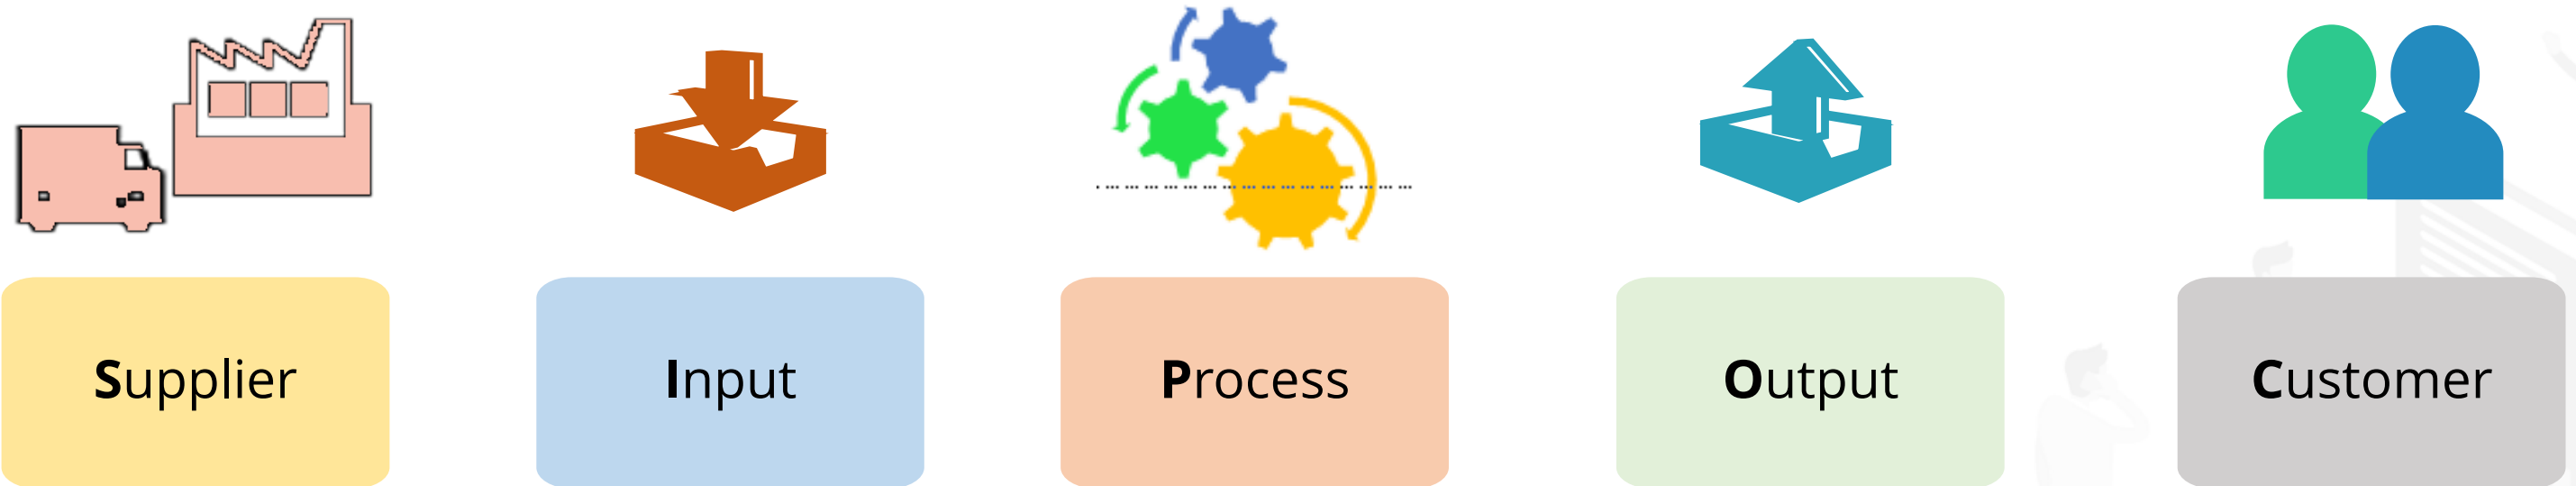 Supplier
Input
Process
Output
Customer